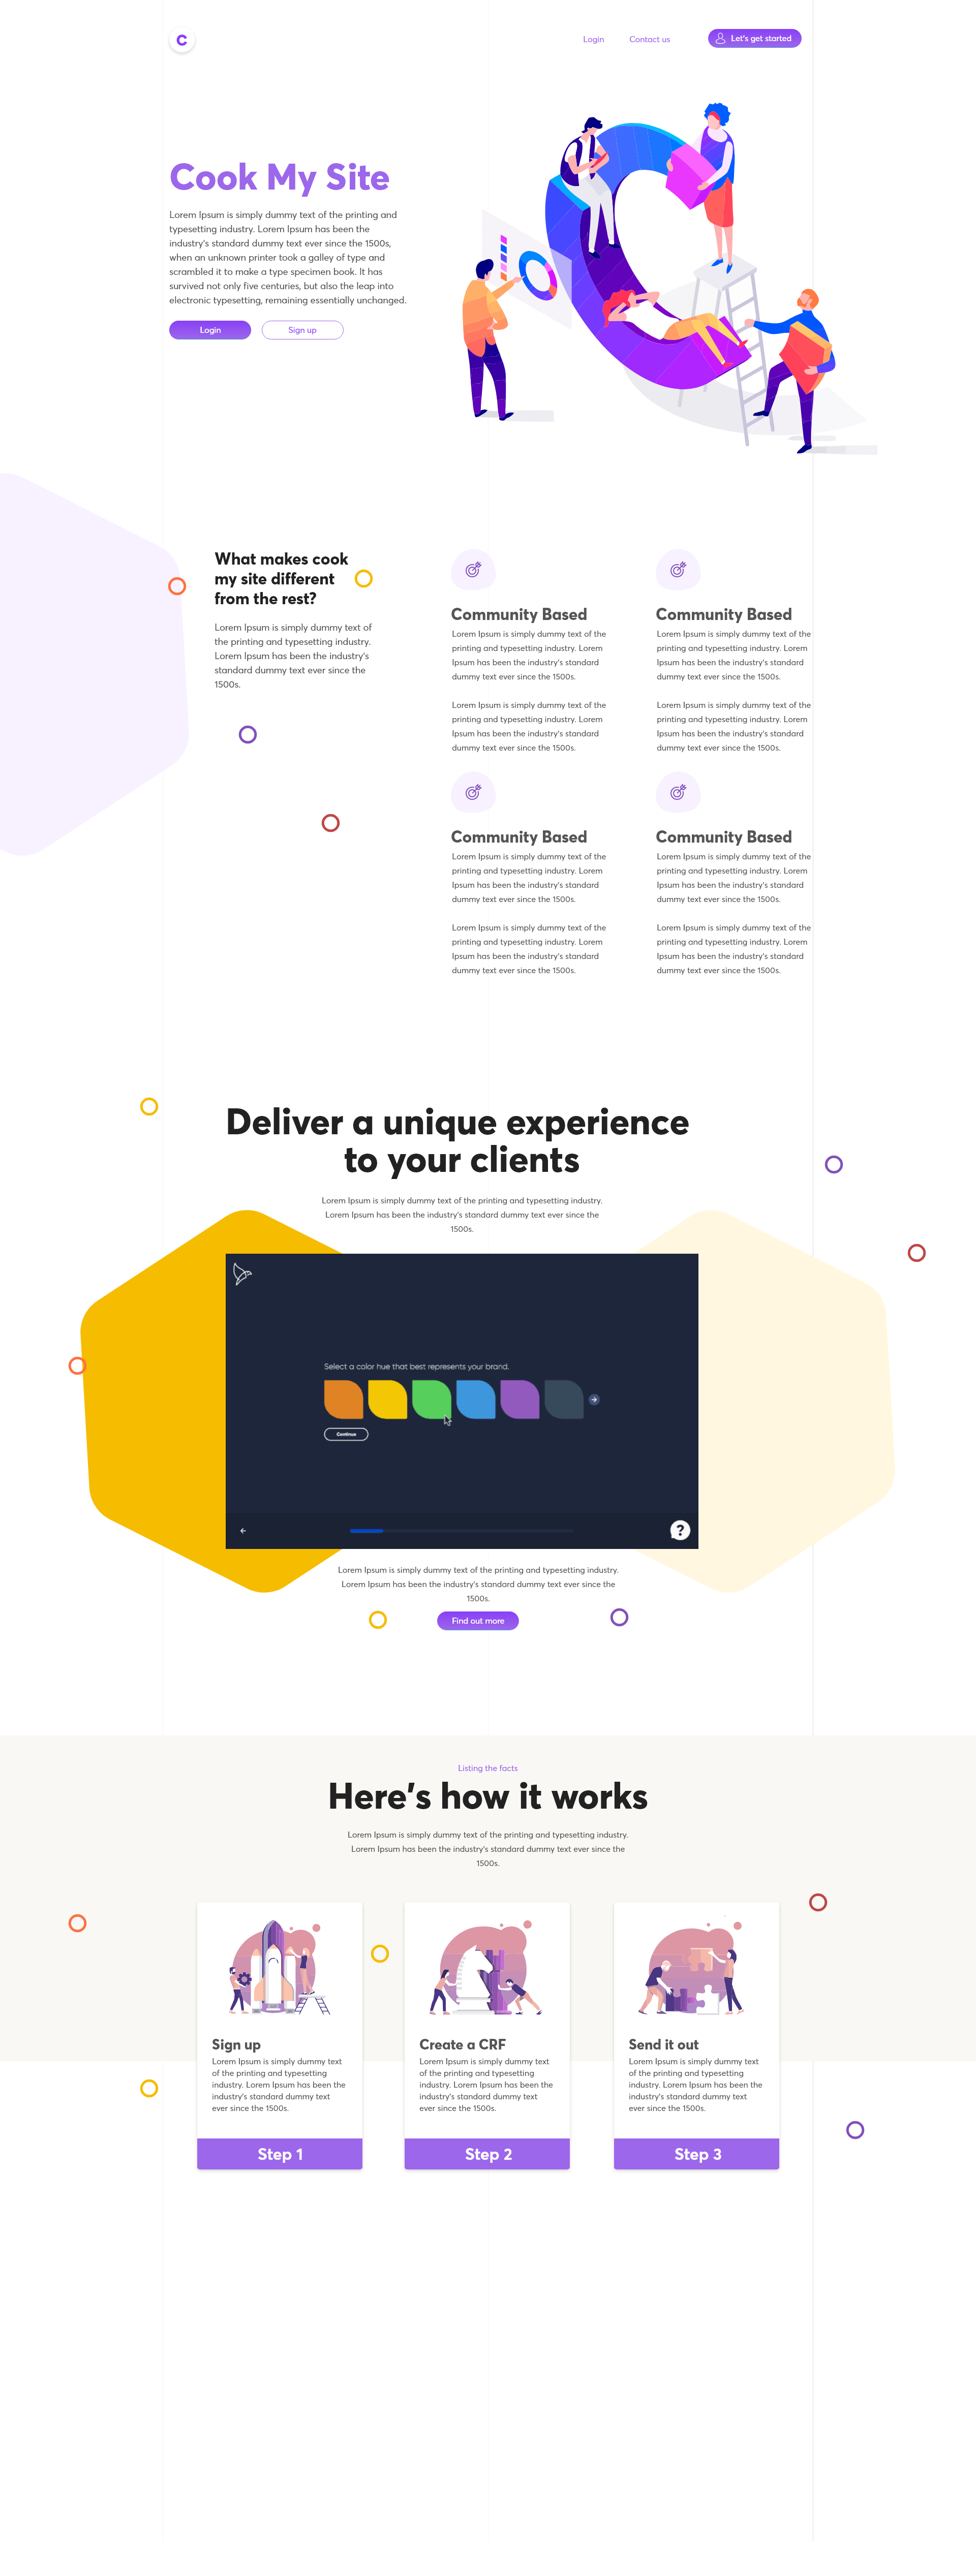 C
Login
Contact us
Let's get started
Cook My Site
Lorem Ipsum is simply dummy text of the printing and
typesetting industry. Lorem Ipsum has been the
industry's standard dummy text ever since the 1500s,
when an unknown printer took a galley of type and
scrambled it to make a type specimen book. It has
survived not only five centuries, but also the leap into
electronic typesetting, remaining essentially unchanged.
Login
Sign up
What makes cook
my site different
from the rest?
Lorem Ipsum is simply dummy text of
the printing and typesetting industry.
Lorem Ipsum has been the industry's
standard dummy text ever since the
1500s.
Community Based
Lorem Ipsum is simply dummy text of the
printing and typesetting industry. Lorem
Ipsum has been the industry's standard
dummy text ever since the 1500s.
Lorem Ipsum is simply dummy text of the
printing and typesetting industry. Lorem
Ipsum has been the industry's standard
dummy text ever since the 1500s.
Community Based
Lorem Ipsum is simply dummy text of the
printing and typesetting industry. Lorem
Ipsum has been the industry's standard
dummy text ever since the 1500s.
Lorem Ipsum is simply dummy text of the
printing and typesetting industry. Lorem
Ipsum has been the industry's standard
dummy text ever since the 1500s.
Community Based
Lorem Ipsum is simply dummy text of the
printing and typesetting industry. Lorem
Ipsum has been the industry's standard
dummy text ever since the 1500s.
Lorem Ipsum is simply dummy text of the
printing and typesetting industry. Lorem
Ipsum has been the industry's standard
dummy text ever since the 1500s.
Community Based
Lorem Ipsum is simply dummy text of the
printing and typesetting industry. Lorem
Ipsum has been the industry's standard
dummy text ever since the 1500s.
Lorem Ipsum is simply dummy text of the
printing and typesetting industry. Lorem
Ipsum has been the industry's standard
dummy text ever since the 1500s.
Deliver a unique experience
to your clients
Lorem Ipsum is simply dummy text of the printing and typesetting industry.
Lorem Ipsum has been the industry's standard dummy text ever since the
1500s.
Select a color hue that best represents your brand.
Continue
?
Lorem Ipsum is simply dummy text of the printing and typesetting industry.
Lorem Ipsum has been the industry's standard dummy text ever since the
1500s.
Find out more
Listing the facts
Here's how it works
Lorem Ipsum is simply dummy text of the printing and typesetting industry.
Lorem Ipsum has been the industry's standard dummy text ever since the
1500s.
Sign up
Lorem Ipsum is simply dummy text
of the printing and typesetting
industry. Lorem Ipsum has been the
industry's standard dummy text
ever since the 1500s.
Step 1
Create a CRF
Lorem Ipsum is simply dummy text
of the printing and typesetting
industry. Lorem Ipsum has been the
industry's standard dummy text
ever since the 1500s.
Step 2
Send it out
Lorem Ipsum is simply dummy text
of the printing and typesetting
industry. Lorem Ipsum has been the
industry's standard dummy text
ever since the 1500s.
Step 3